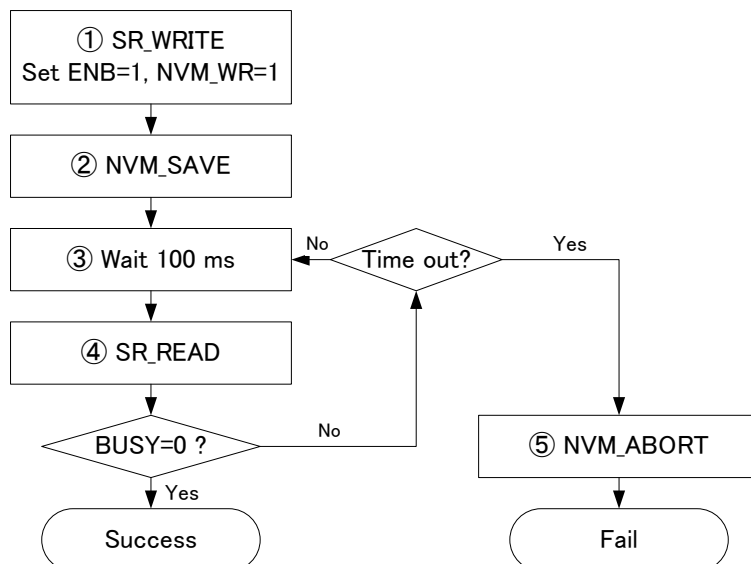 ① SR_WRITE
Set ENB=1, NVM_WR=1
② NVM_SAVE
③ Wait 100 ms
No
Time out?
Yes
④ SR_READ
BUSY=0 ?
No
Yes
⑤ NVM_ABORT
Success
Fail